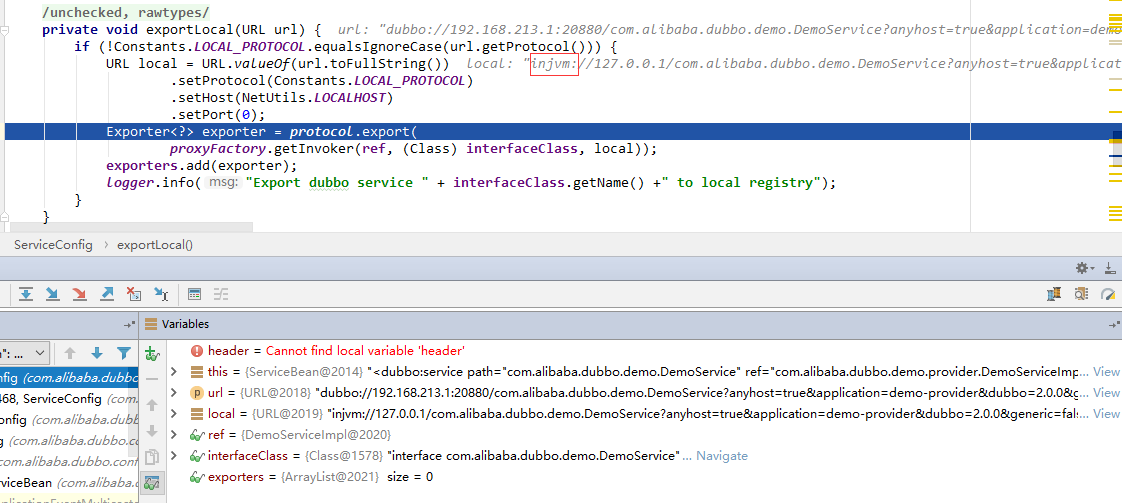 /unchecked, rawtypes/
private void exportLocal(URL url) { url: "dubbo://192.168.213.1:20880/com.alibaba.dubbo.demo.DemoService?anyhost=true&application=demo
if (!Constants.LOCAL_PROTOCOL.equalsIgnoreCase(url.getProtocol())) {
URL local = URL.valueOf(url.toFullString()) local: "injvm://127.0.0.1/com.alibaba.dubbo.demo.DemoService?anyhost=true&applicat
.setProtocol(Constants.LOCAL_PROTOCOL)
.setHost(NetUtils.LOCALHOST)
.setPort(0);
Exporter<?> exporter = protocol.export(
proxyFactory.getInvoker(ref, (Class) interfaceClass, local));
exporters.add(exporter);
logger.info( msg: "Export dubbo service " + interfaceClass.getName() +" to local registry");
}
}
ServiceConfig › exportLocal()
Variables
n": ...
header = Cannot find local variable 'header'
nfig (com.alibaba.dubbo
this = {ServiceBean@2014} "<dubbo:service path="com.alibaba.dubbo.demo.DemoService" ref="com.alibaba.dubbo.demo.provider.DemoServiceImp... View
468, ServiceConfig
p url = {URL@2018} "dubbo://192.168.213.1:20880/com.alibaba.dubbo.demo.DemoService?anyhost=true&application=demo-provider&dubbo=2.0.0&g... View
onfig (com.alibaba.dubb
local = {URL@2019} "injvm://127.0.0.1/com.alibaba.dubbo.demo.DemoService?anyhost=true&application=demo-provider&dubbo=2.0.0&generic=fal... View
g (com.alibaba.dubbo.co
ref = {DemoServiceImpl@2020}
(com.alibaba.dubbo.conf
interfaceClass = {Class@1578} "interface com.alibaba.dubbo.demo.DemoService" ... Navigate
rviceBean (com.alibaba.
exporters = {ArrayList@2021} size = 0